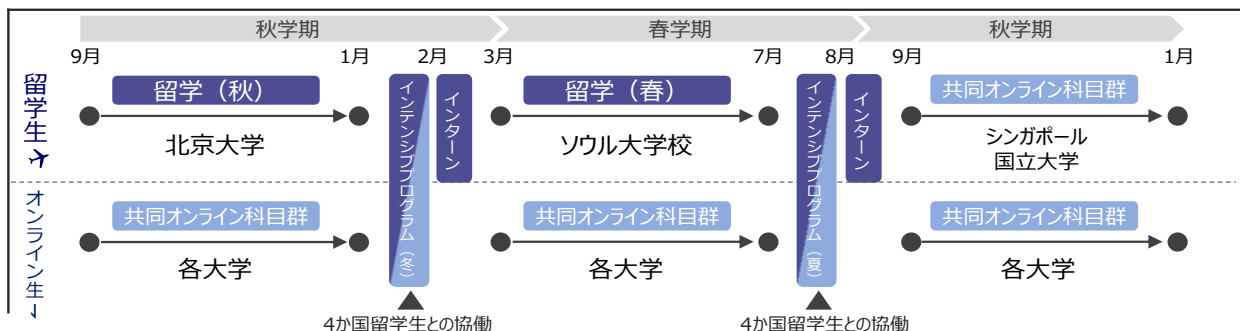 秋学期 春学期 秋学期
9月 1月 2月 3月 7月 8月 9月 1月
留学生
留学（秋）
北京大学
インテンシブプログラム（冬）
インターン
留学（春）
ソウル大学校
インテンシブプログラム（夏）
インターン
共同オンライン科目群
シンガポール
国立大学
オンライン生
共同オンライン科目群
各大学
共同オンライン科目群
各大学
共同オンライン科目群
各大学
4か国留学生との協働
4か国留学生との協働